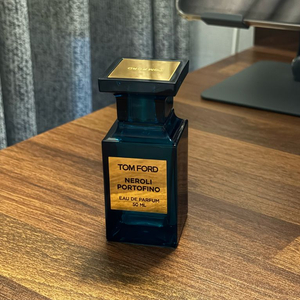 TOM FORD
NEROLI
PORTOFINO
EAU DE PARFUM
50 ML